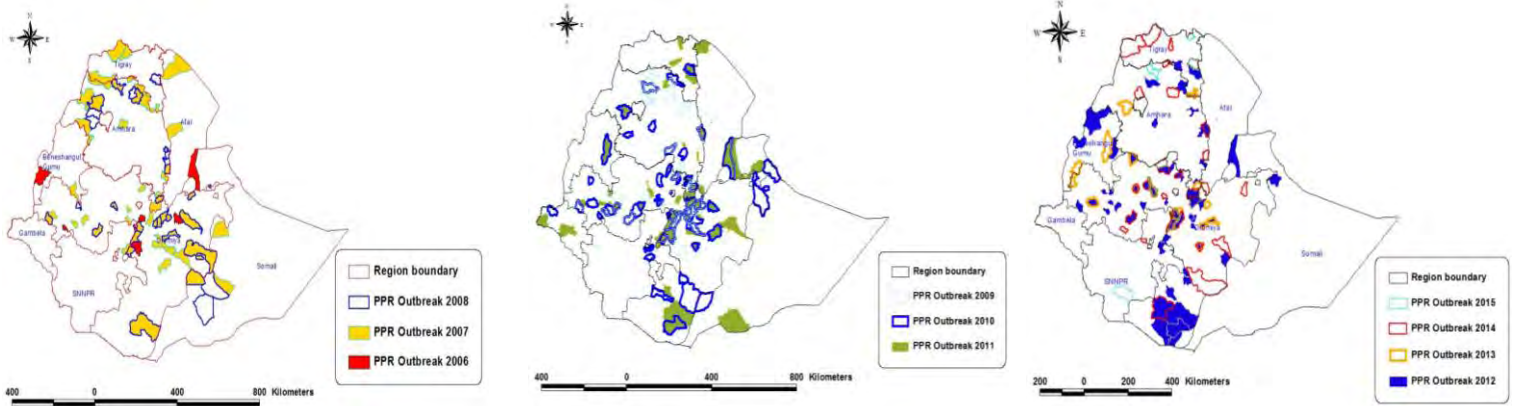 N
W E
S
Tigray
Afar
Amhara
Beneshangul
Gumu
Gambela
Oromiya
SNNPR
Somali
Region boundary
PPR Outbreak 2008
PPR Outbreak 2007
PPR Outbreak 2006
400 0 400 800 Kilometers
N
W E
S
Region boundary
PPR Outbreak 2009
PPR Outbreak 2010
PPR Outbreak 2011
400 0 400 800 Kilometers
N
W E
S
Tigray
Afar
Amhara
Gumu
Gambela
Oromiya
SNNPR
Somali
Region boundary
PPR Outbreak 2015
PPR Outbreak 2014
PPR Outbreak 2013
PPR Outbreak 2012
200 0 200 400 Kilometers